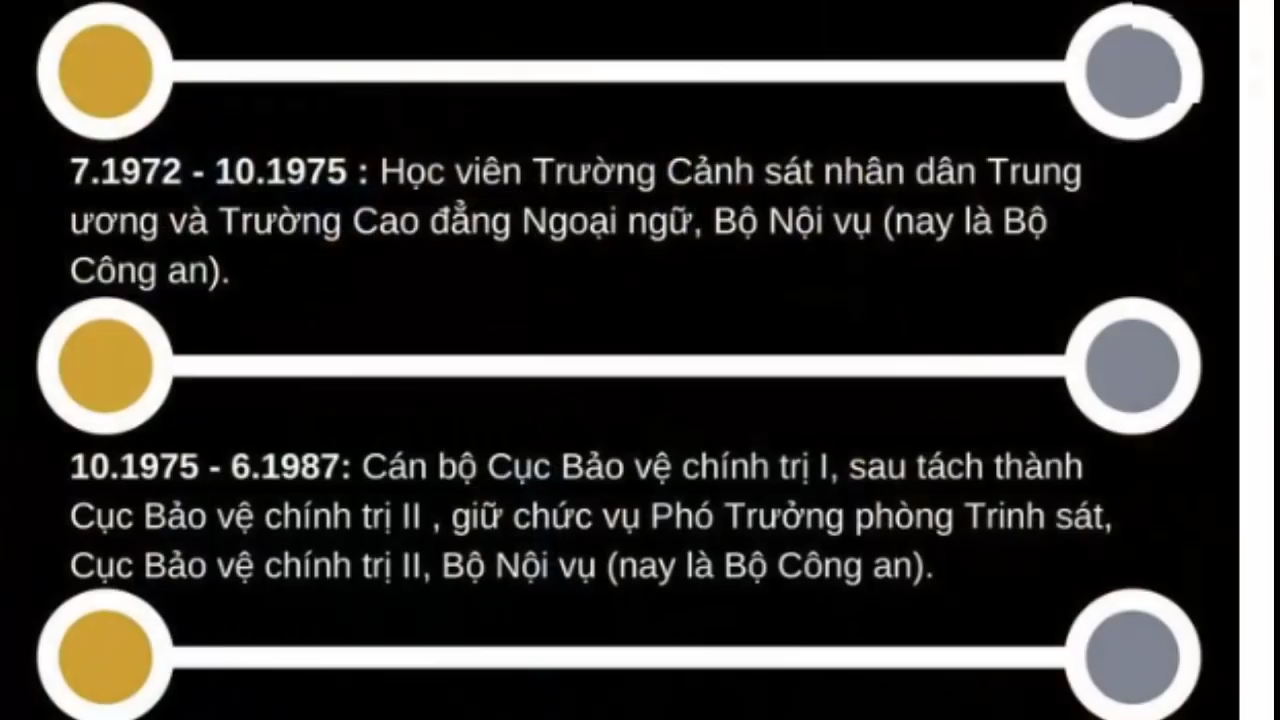 7.1972 - 10.1975 : Học viên Trường Cảnh sát nhân dân Trung
ương và Trường Cao đẳng Ngoại ngữ, Bộ Nội vụ (nay là Bộ
Công an).
10.1975 - 6.1987: Cán bộ Cục Bảo vệ chính trị I, sau tách thành
Cục Bảo vệ chính trị II , giữ chức vụ Phó Trưởng phòng Trinh sát,
Cục Bảo vệ chính trị II, Bộ Nội vụ (nay là Bộ Công an).